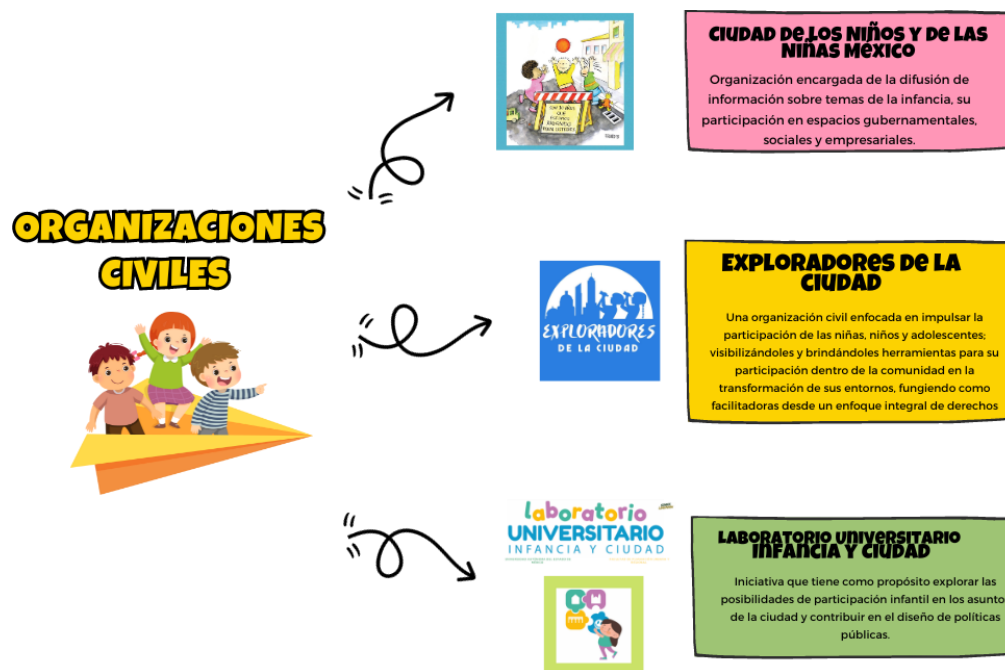 CIUDAD DE LOS NIÑOS Y DE LAS
NIÑAS MÉXICO
Organización encargada de la difusión de
información sobre temas de la infancia, su
participación en espacios gubernamentales,
sociales y empresariales.
ORGANIZACIONES
CIVILES
EXPLORADORES
DE LA CIUDAD
EXPLORADORES DE LA
CIUDAD
Una organización civil enfocada en impulsar la
participación de las niñas, niños y adolescentes;
visibilizándoles y brindándoles herramientas para su
participación dentro de la comunidad en la
transformación de sus entornos, fungiendo como
facilitadoras desde un enfoque integral de derechos
laboratorio
UNIVERSITARIO
INFANCIA Y CIUDAD
LABORATORIO UNIVERSITARIO
INFANCIA Y CIUDAD
Iniciativa que tiene como propósito explorar las
posibilidades de participación infantil en los asunto
de la ciudad y contribuir en el diseño de políticas
públicas.